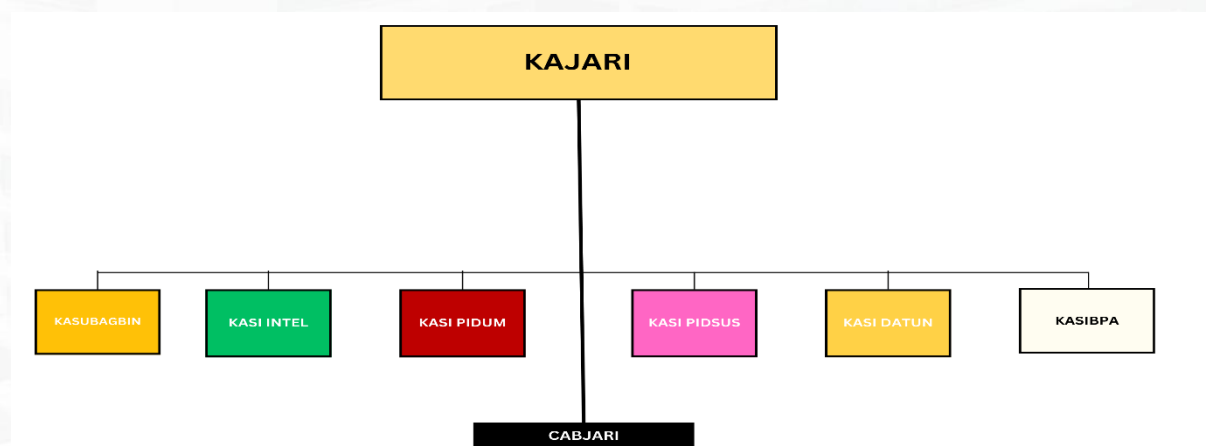 KAJARI
KASUBAGBIN
KASI INTEL
KASI PIDUM
KASI PIDSUS
KASI DATUN
KASIBPA
CABJARI